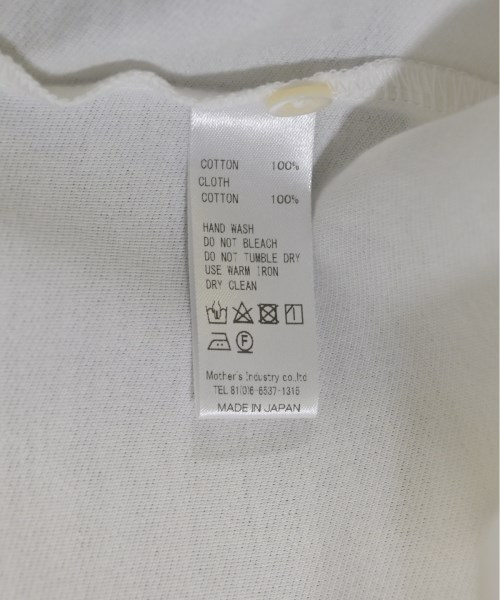 COTTON 100%
CLOTH
COTTON 100%
HAND WASH
DO NOT BLEACH
DO NOT TUMBLE DRY
USE WARM IRON
DRY CLEAN
F
Mother's Industry co.,ltd
TEL 81(0)6-6537-1315
MADE IN JAPAN